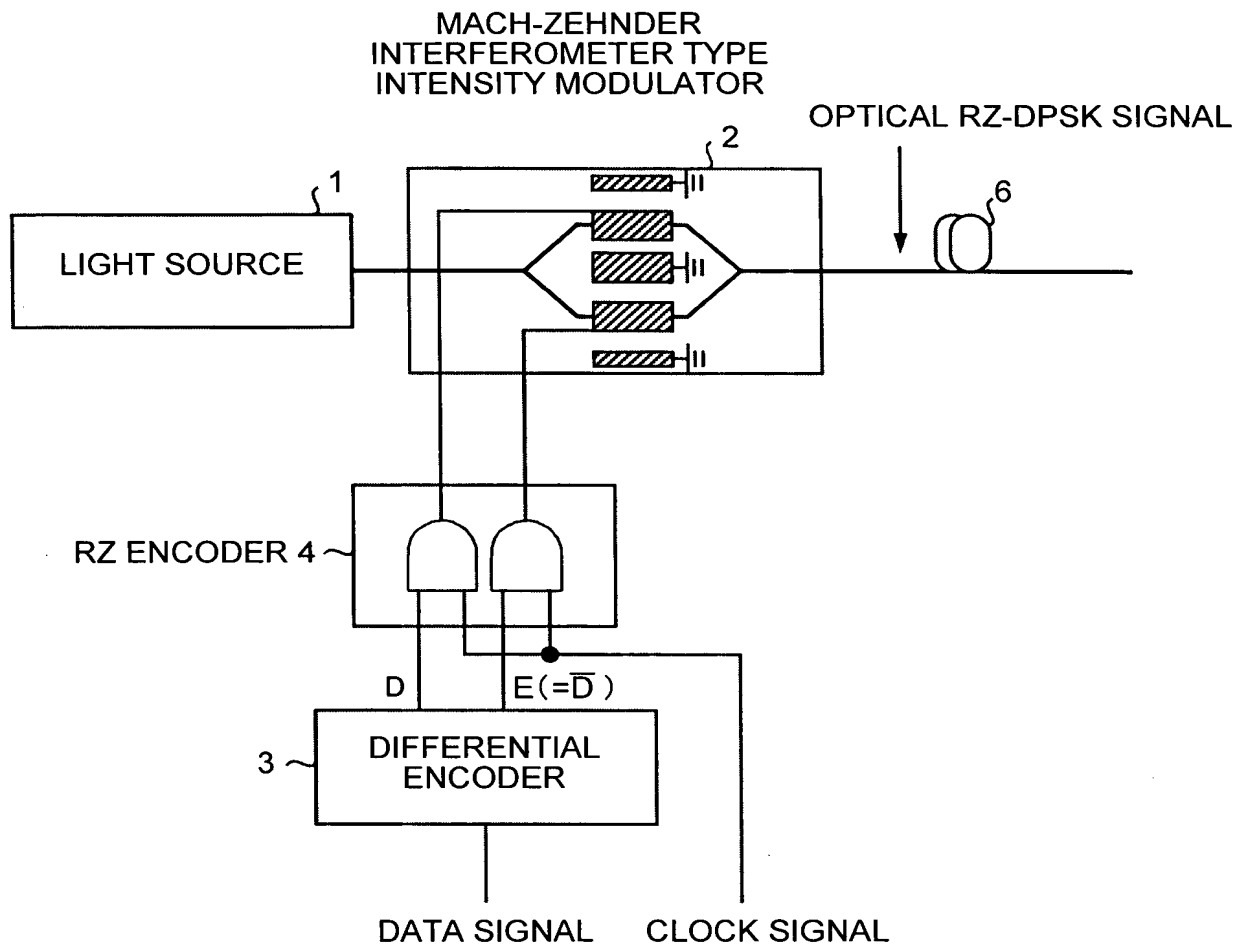 MACH-ZEHNDER
INTERFEROMETER TYPE
INTENSITY MODULATOR
OPTICAL RZ-DPSK SIGNAL
2
1
6
LIGHT SOURCE
RZ ENCODER 4
D
E(=D̅)
3
DIFFERENTIAL
ENCODER
DATA SIGNAL
CLOCK SIGNAL